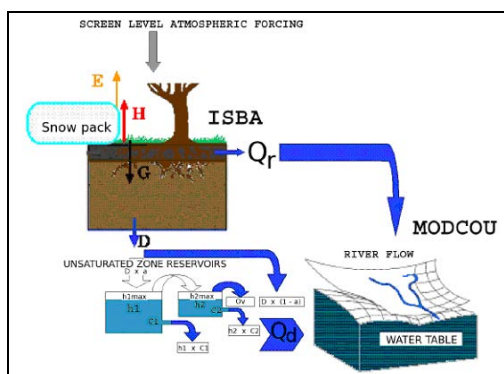 SCREEN LEVEL ATMOSPHERIC FORCING
E
H
Snow pack
ISBA
G
Qr
MODCOU
D
UNSATURATED ZONE RESERVOIRS
D x a
RIVER FLOW
h1max
h1
h2max
h2
OV
D x (1 - a)
C1
C2
h1 x C1
h2 x C2
Qd
WATER TABLE